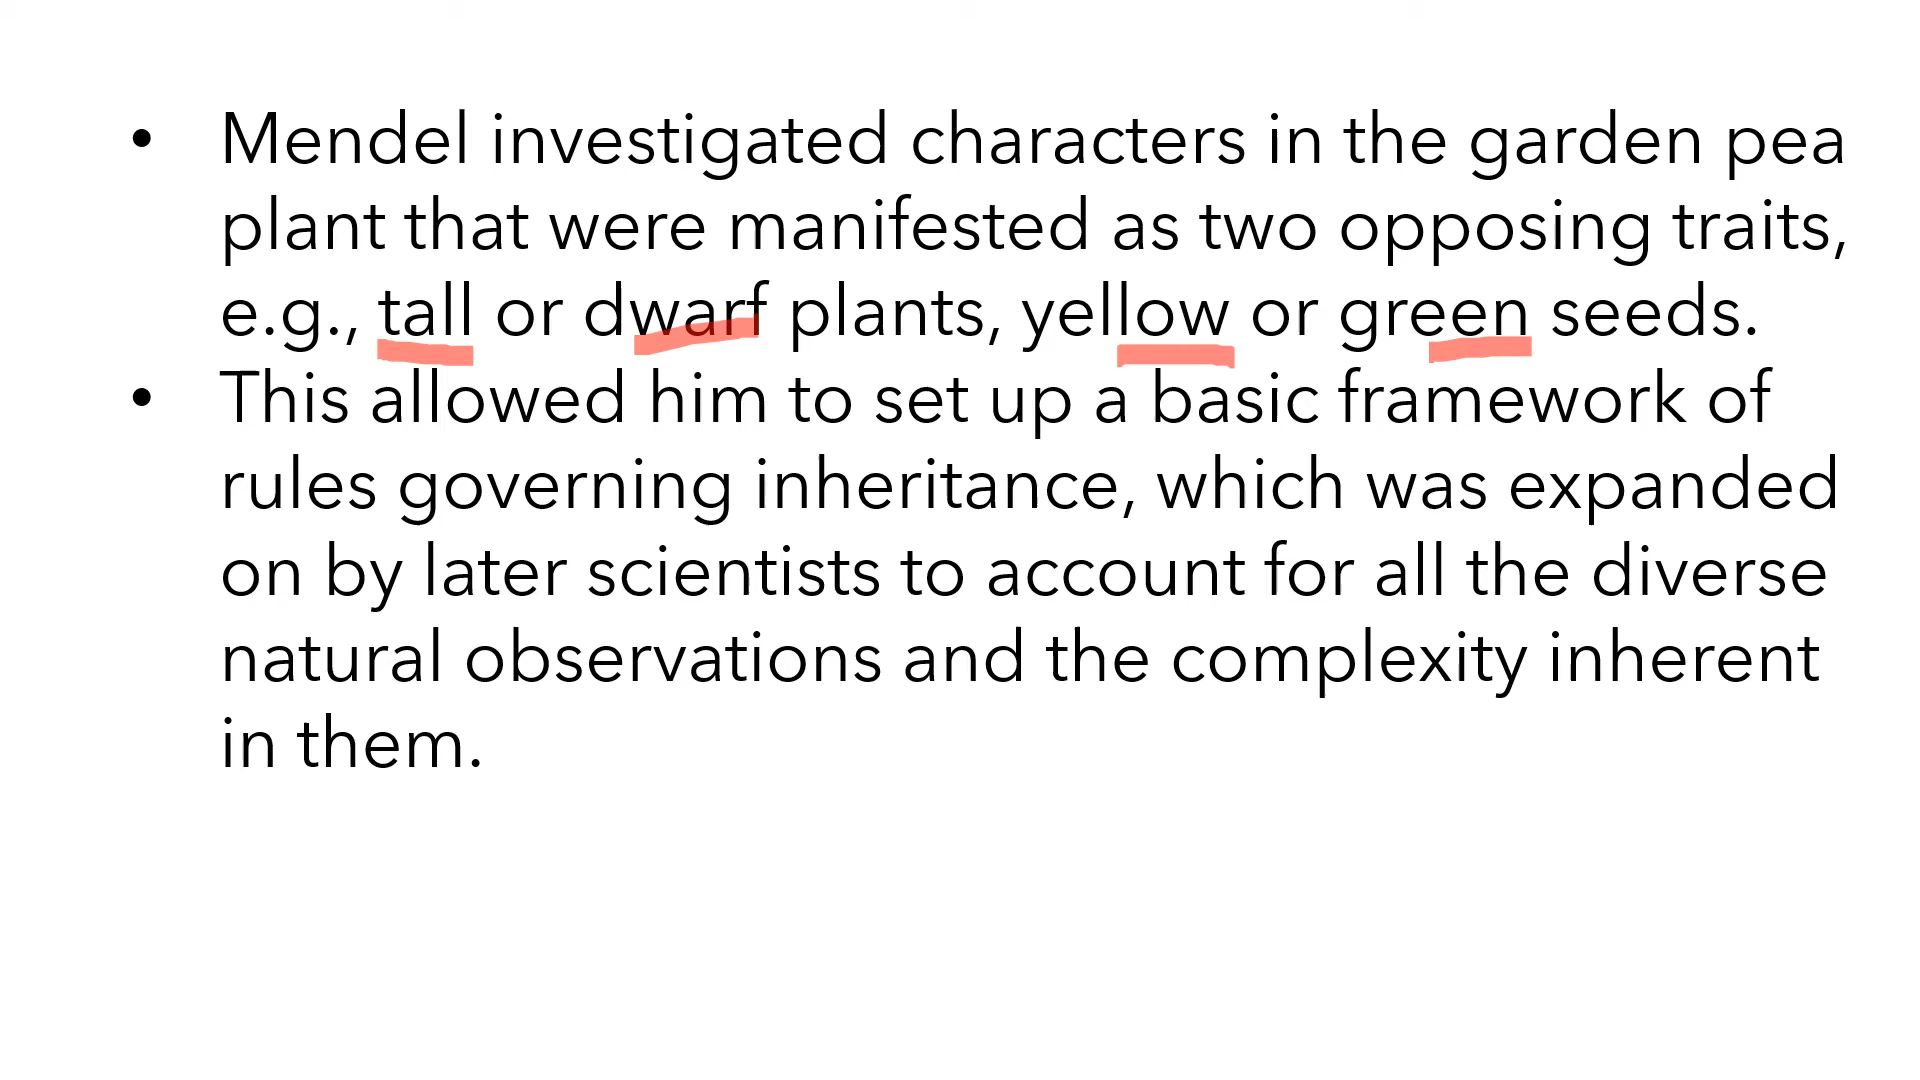 • Mendel investigated characters in the garden pea
plant that were manifested as two opposing traits,
e.g., tall or dwarf plants, yellow or green seeds.
• This allowed him to set up a basic framework of
rules governing inheritance, which was expanded
on by later scientists to account for all the diverse
natural observations and the complexity inherent
in them.